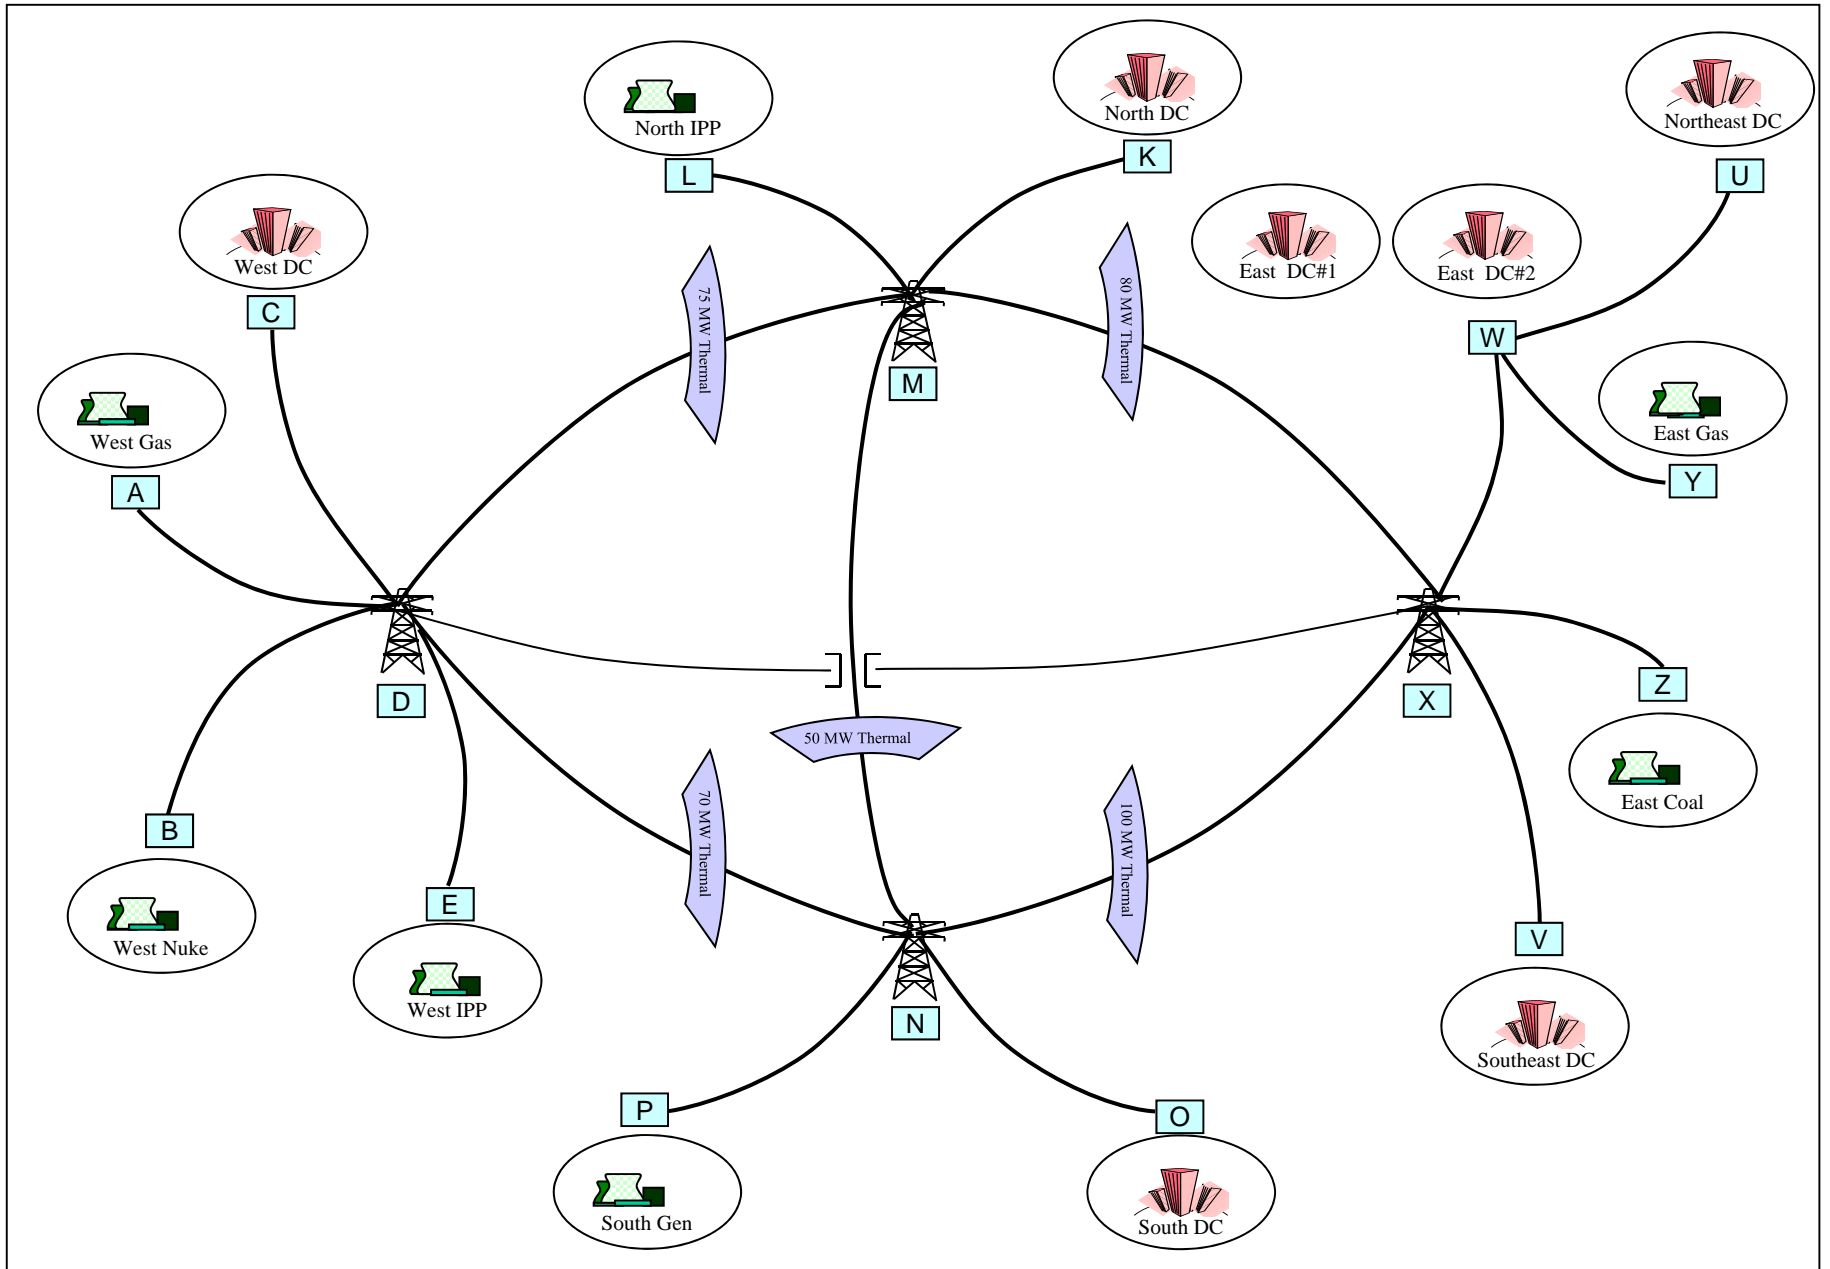 North DC
North IPP
Northeast DC
K
L
U
West DC
East DC#1
East DC#2
C
75 MW Thermal
80 MW Thermal
W
M
West Gas
East Gas
A
Y
D
X
Z
50 MW Thermal
East Coal
B
70 MW Thermal
100 MW Thermal
E
V
West Nuke
West IPP
N
Southeast DC
P
O
South Gen
South DC